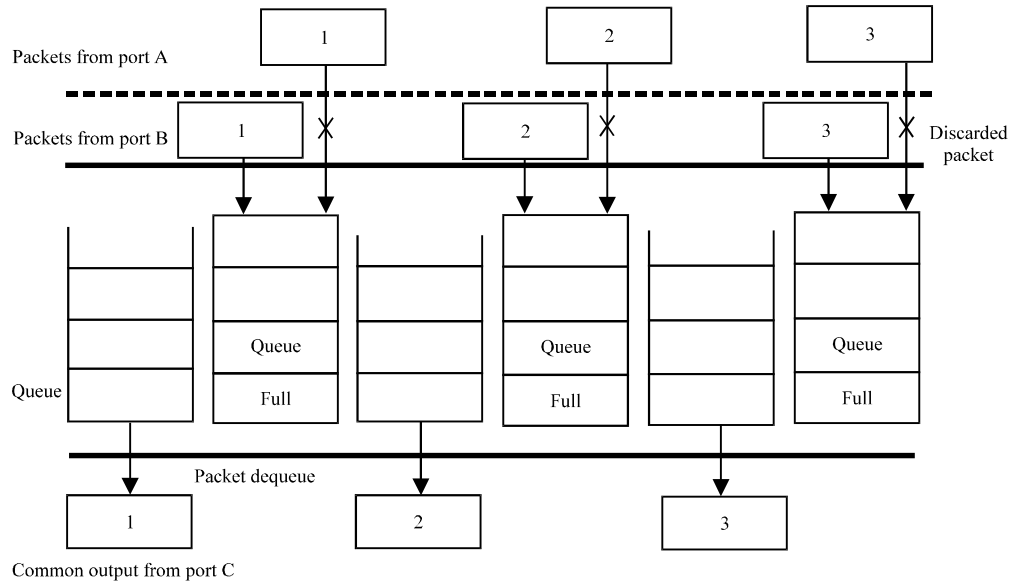 1
2
3
Packets from port A
1
2
3
Packets from port B
Discarded
packet
Queue
Full
Queue
Full
Queue
Full
Queue
Packet dequeue
1
2
3
Common output from port C